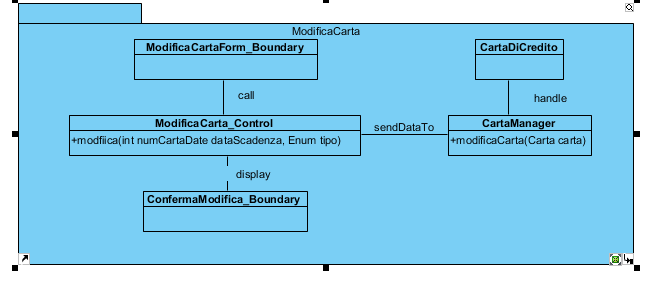 ModificaCarta
ModificaCartaForm_Boundary
CartaDiCredito
call
handle
ModificaCarta_Control
+modfiica(int numCartaDate dataScadenza, Enum tipo)
sendDataTo
CartaManager
+modificaCarta(Carta carta)
display
ConfermaModifica_Boundary